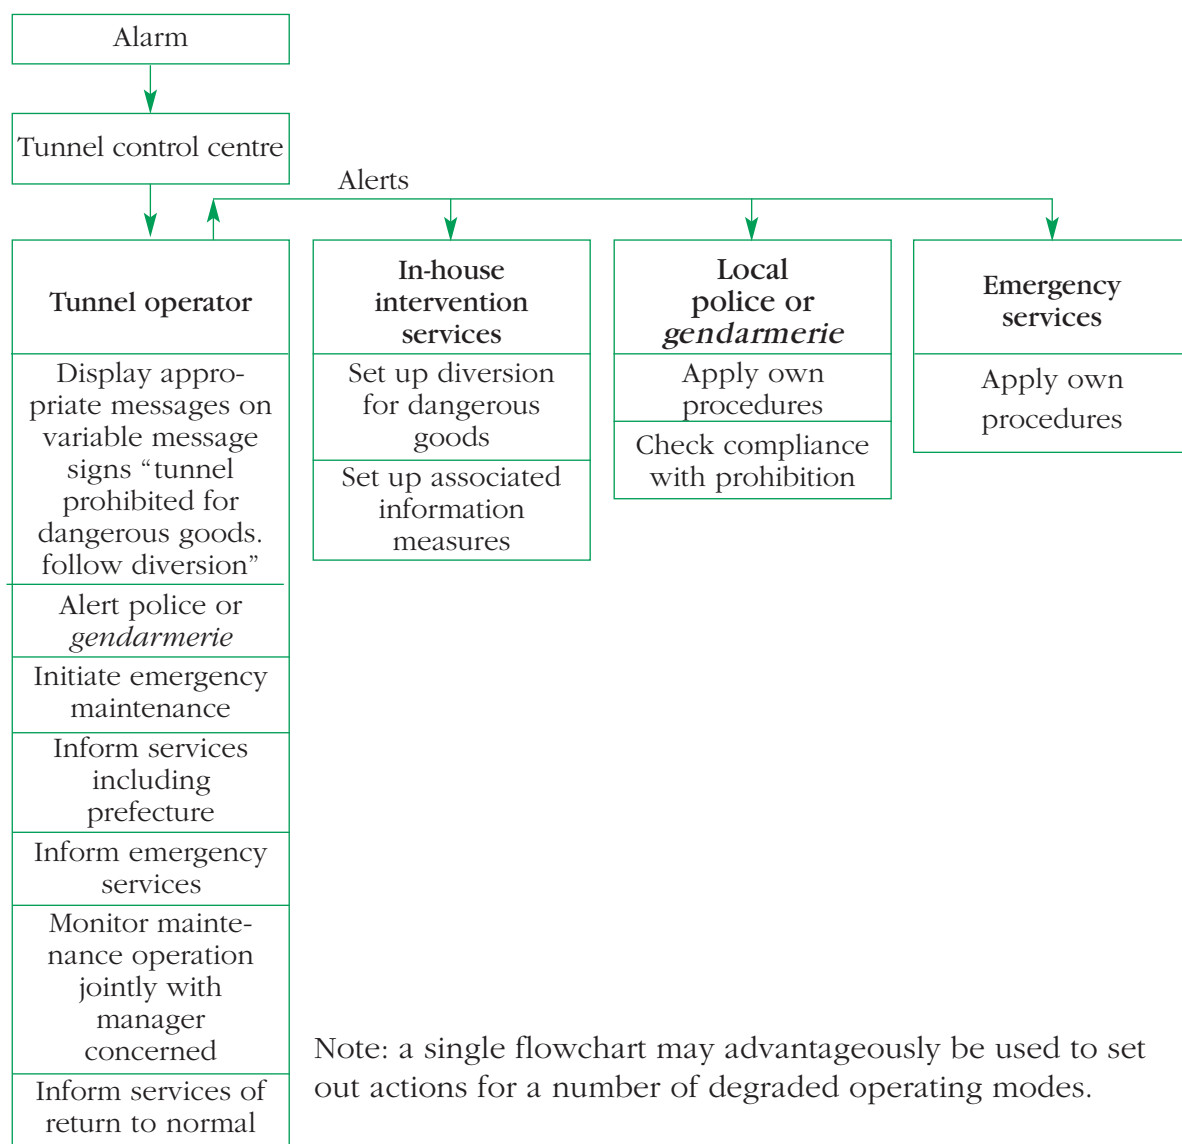 Alarm
Tunnel control centre
Alerts
Tunnel operator
Display appro-
priate messages on
variable message
signs “tunnel
prohibited for
dangerous goods.
follow diversion”
Alert police or
gendarmerie
Initiate emergency
maintenance
Inform services
including
prefecture
Inform emergency
services
Monitor mainte-
nance operation
jointly with
manager
concerned
Inform services of
return to normal
In-house
intervention
services
Set up diversion
for dangerous
goods
Set up associated
information
measures
Local
police or
gendarmerie
Apply own
procedures
Check compliance
with prohibition
Emergency
services
Apply own
procedures
Note: a single flowchart may advantageously be used to set
out actions for a number of degraded operating modes.